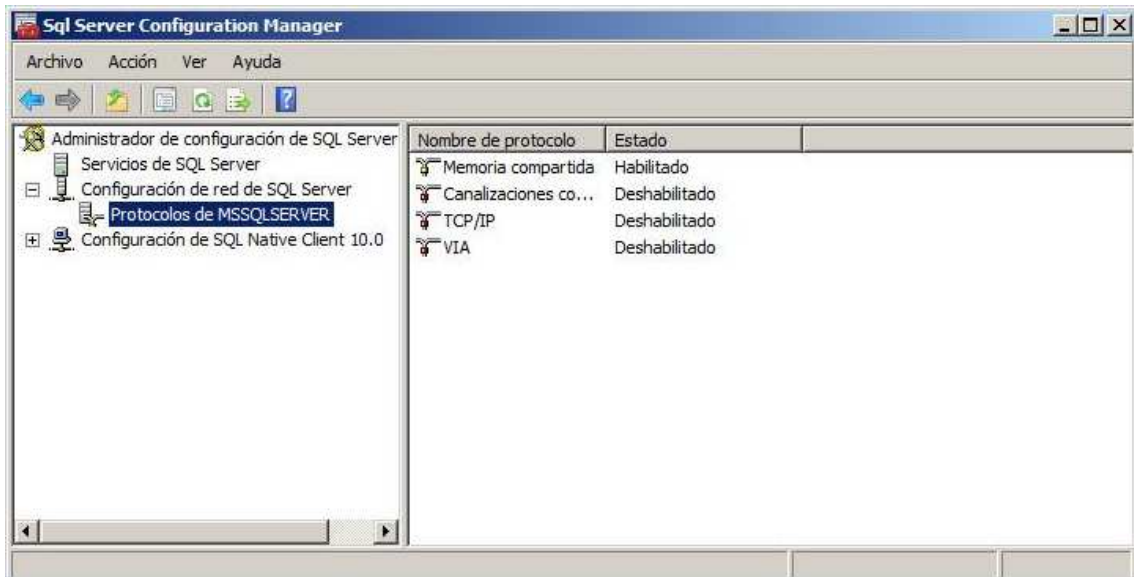 Sql Server Configuration Manager
Archivo Acción Ver Ayuda
Administrador de configuración de SQL Server
Servicios de SQL Server
Configuración de red de SQL Server
Protocolos de MSSQLSERVER
Configuración de SQL Native Client 10.0
Nombre de protocolo Estado
Memoria compartida Habilitado
Canalizaciones co... Deshabilitado
TCP/IP Deshabilitado
VIA Deshabilitado